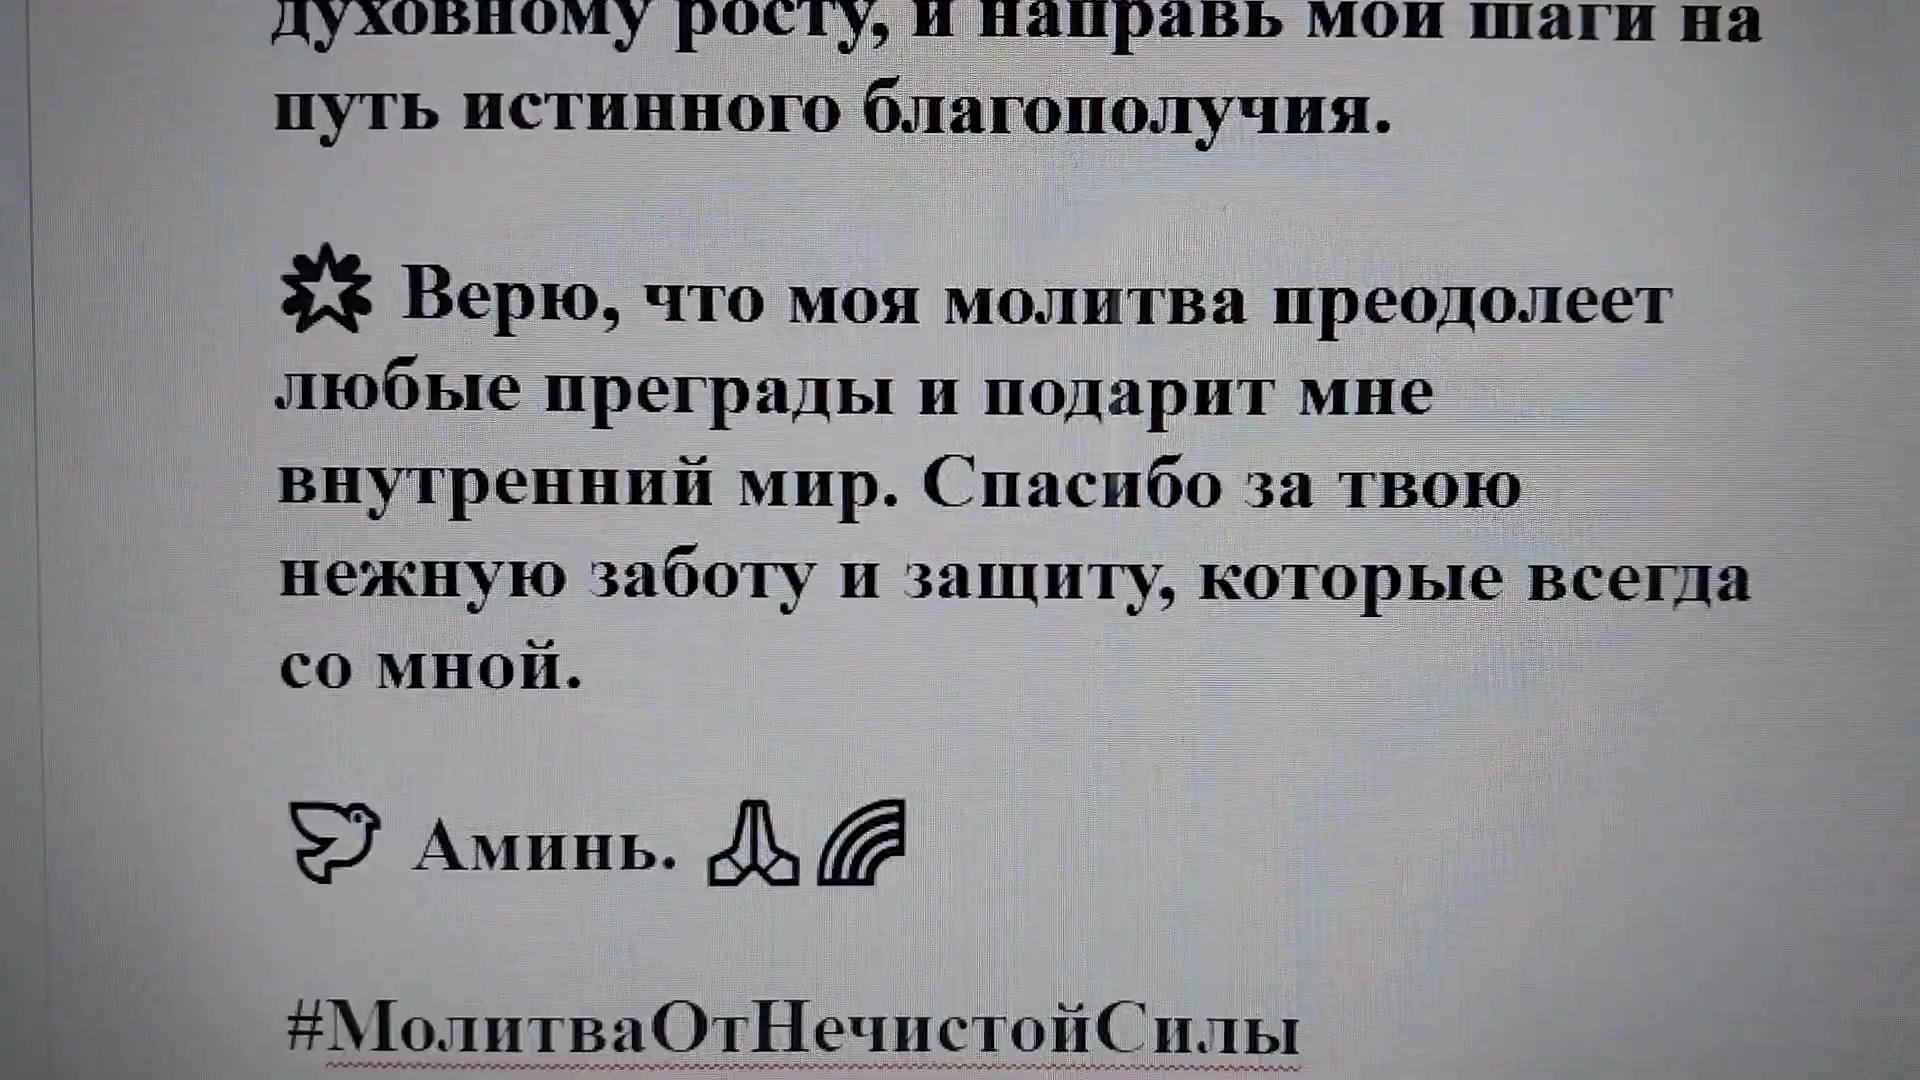 духовному росту, и направь мои шаги на
путь истинного благополучия.
Верю, что моя молитва преодолеет
любые преграды и подарит мне
внутренний мир. Спасибо за твою
нежную заботу и защиту, которые всегда
со мной.
Аминь.
#МолитваОтНечистойСилы